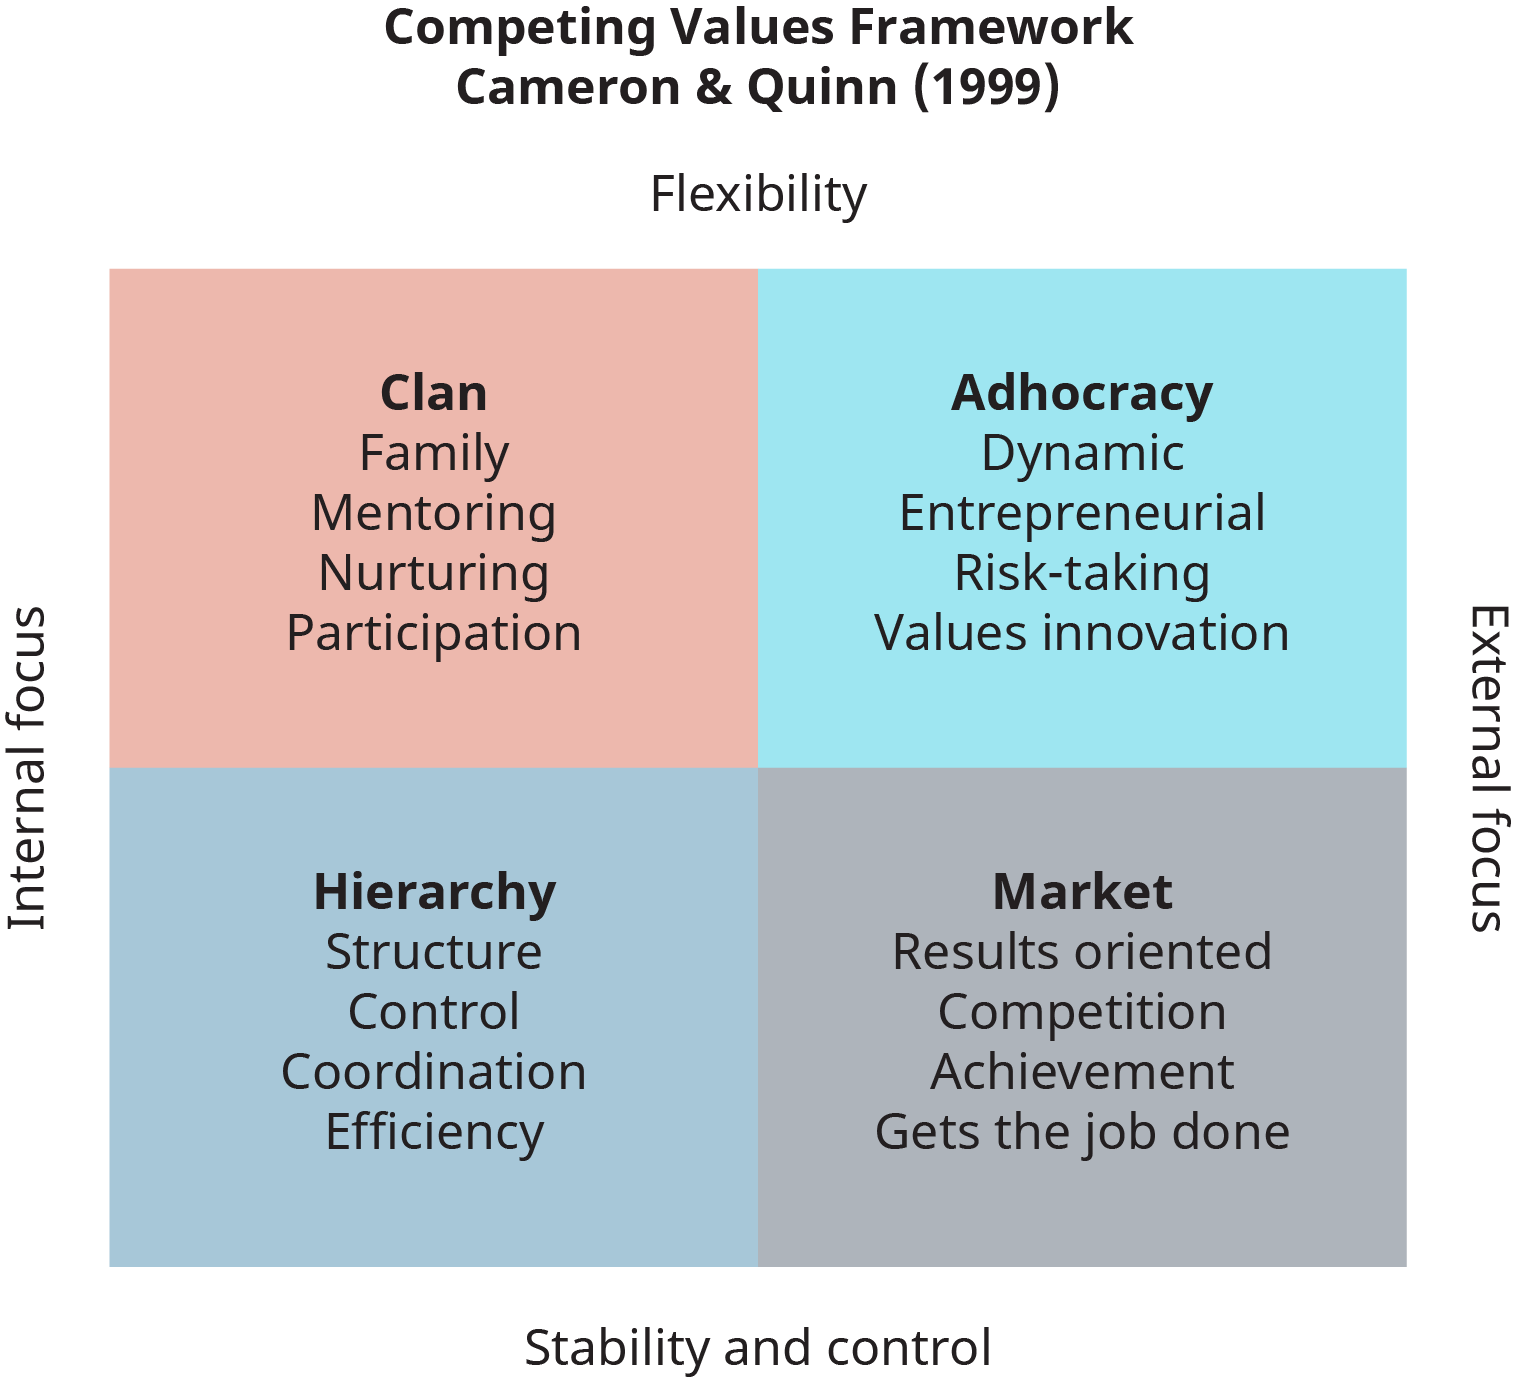 Competing Values Framework
Cameron & Quinn (1999)
Flexibility
Internal focus
Clan
Family
Mentoring
Nurturing
Participation
Adhocracy
Dynamic
Entrepreneurial
Risk-taking
Values innovation
External focus
Hierarchy
Structure
Control
Coordination
Efficiency
Market
Results oriented
Competition
Achievement
Gets the job done
Stability and control